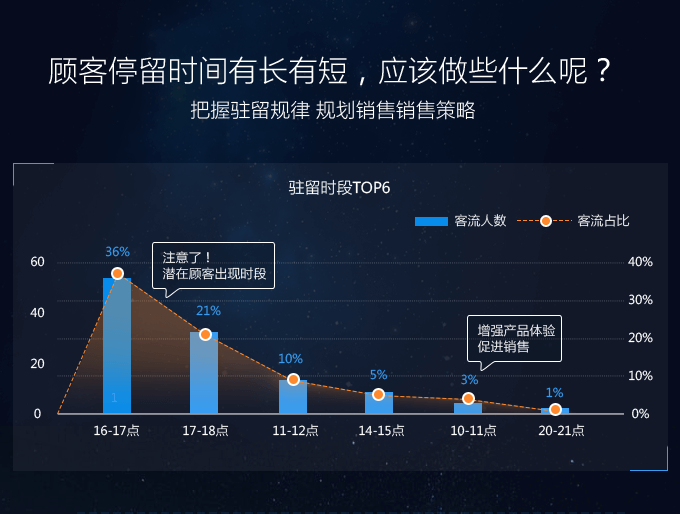 顾客停留时间有长有短，应该做些什么呢？
把握驻留规律 规划销售销售策略
驻留时段TOP6
客流人数 客流占比
36%
注意了！
潜在顾客出现时段
60 40%
21%
30%
40
增强产品体验
促进销售
20%
10%
20
5%
3%
10%
1%
1
0 0%
16-17点 17-18点 11-12点 14-15点 10-11点 20-21点